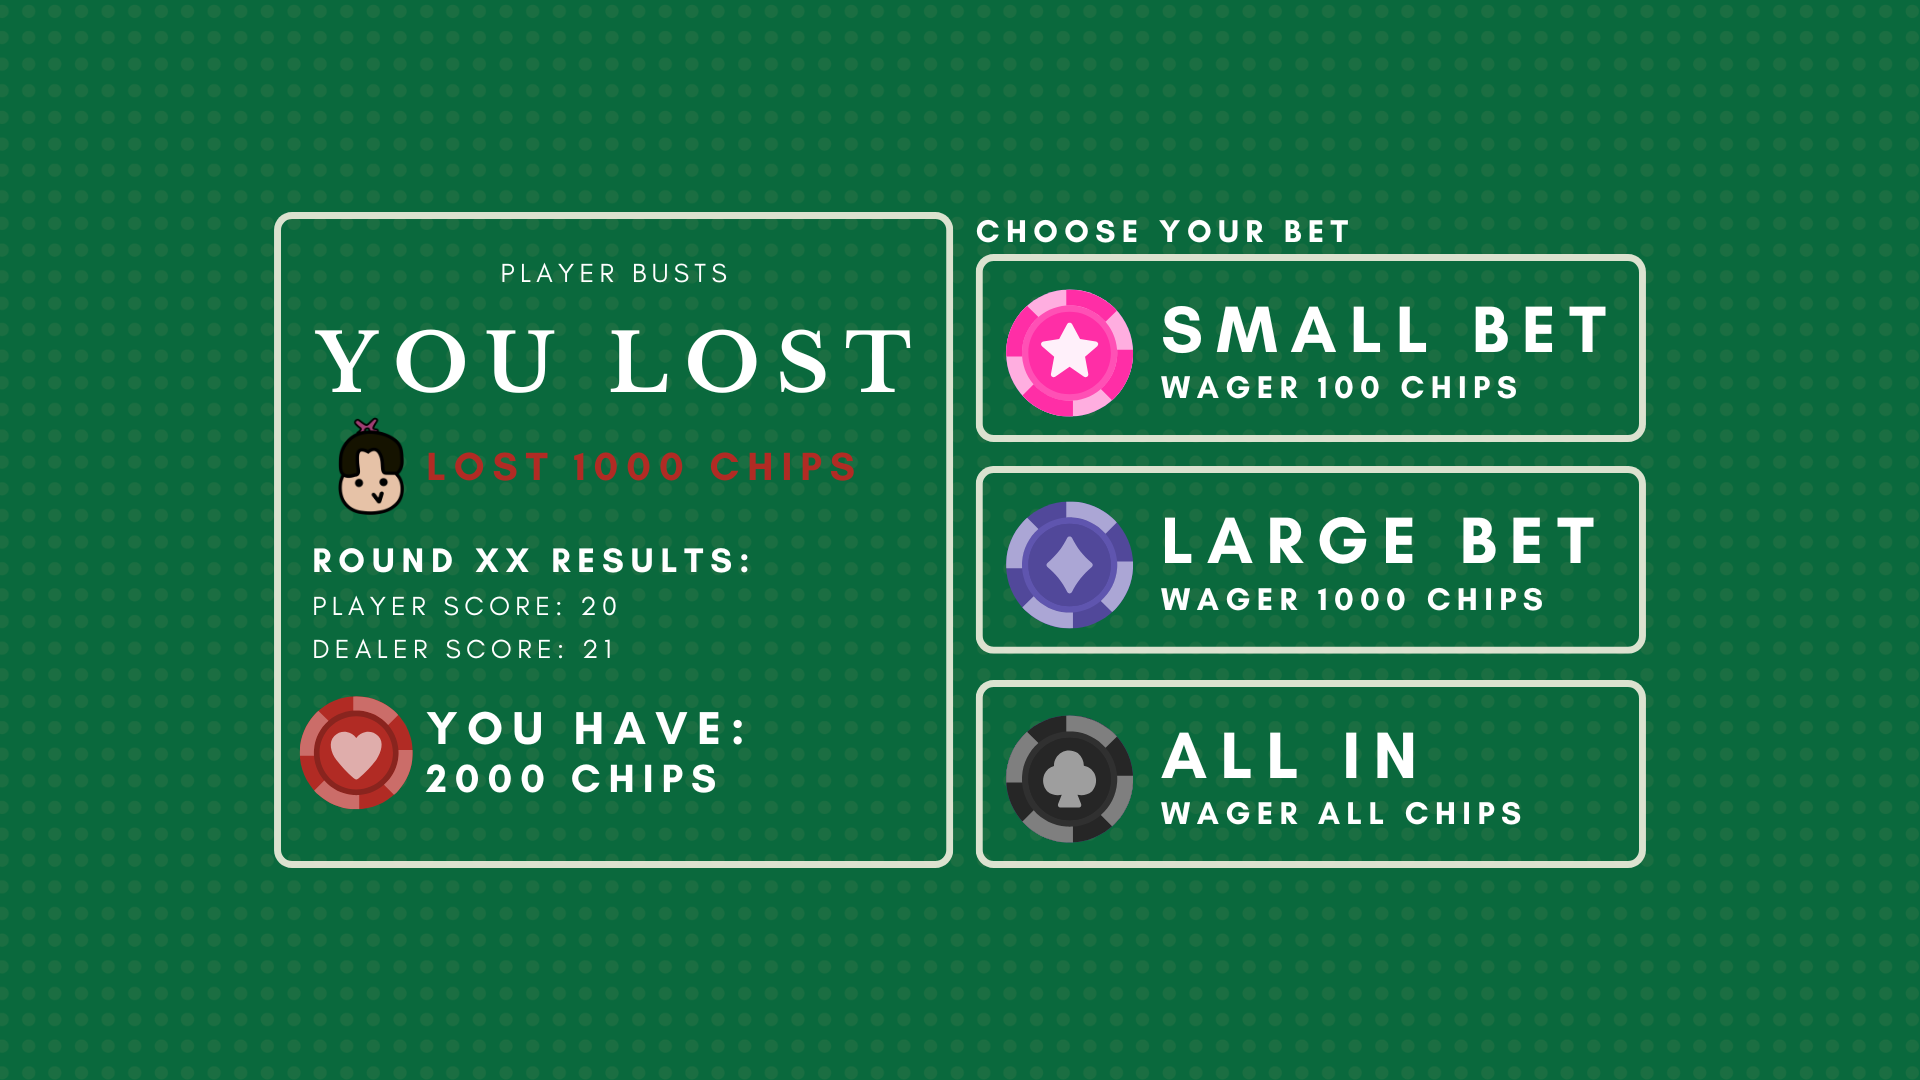 PLAYER BUSTS
YOU LOST
LOST 1000 CHIPS
ROUND XX RESULTS:
PLAYER SCORE: 20
DEALER SCORE: 21
YOU HAVE:
2000 CHIPS
CHOOSE YOUR BET
SMALL BET
WAGER 100 CHIPS
LARGE BET
WAGER 1000 CHIPS
ALL IN
WAGER ALL CHIPS